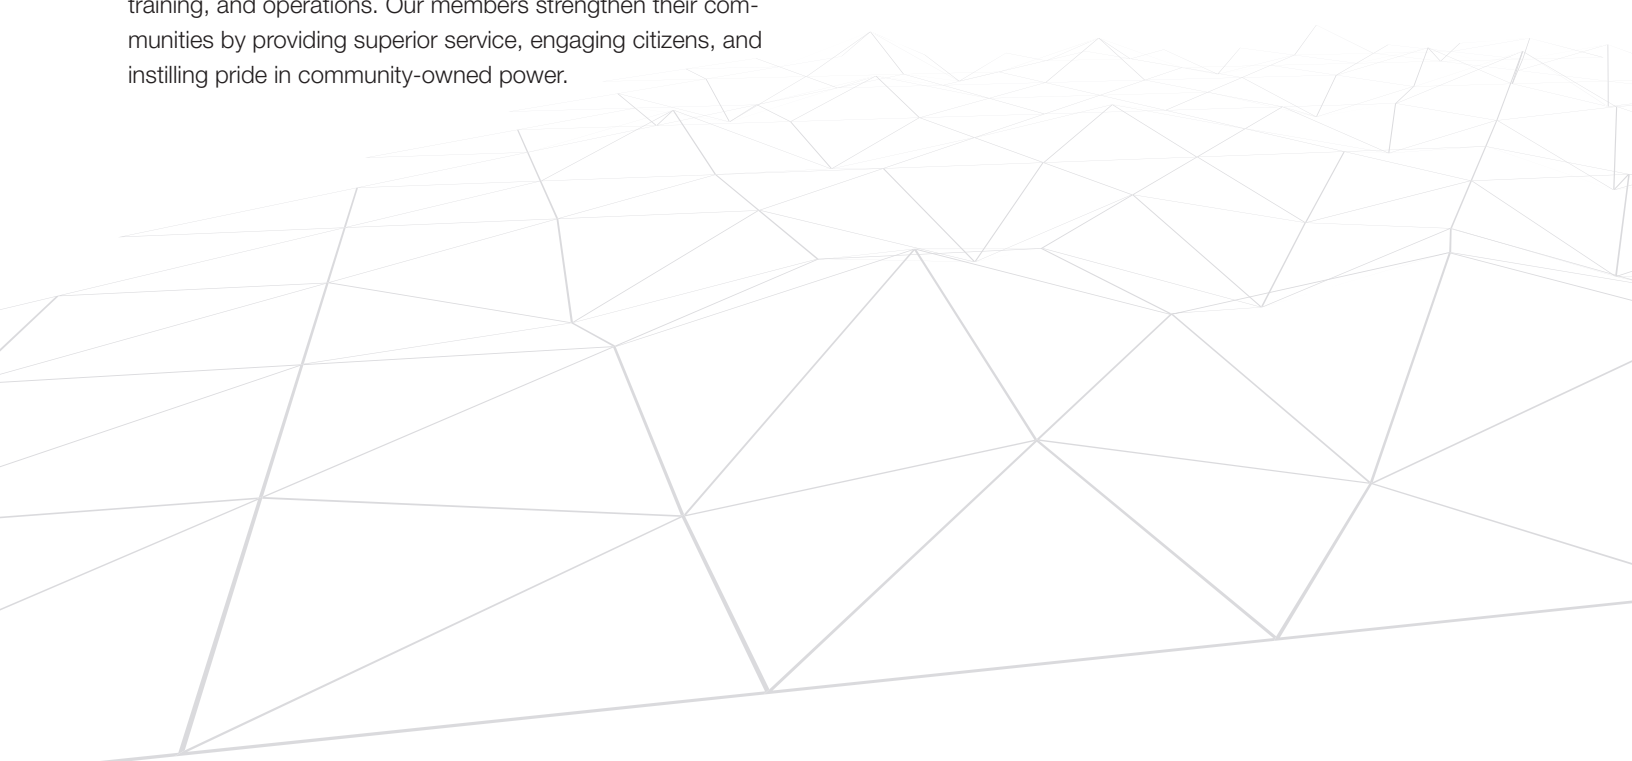 training, and operations. Our members strengthen their com-
munities by providing superior service, engaging citizens, and
instilling pride in community-owned power.